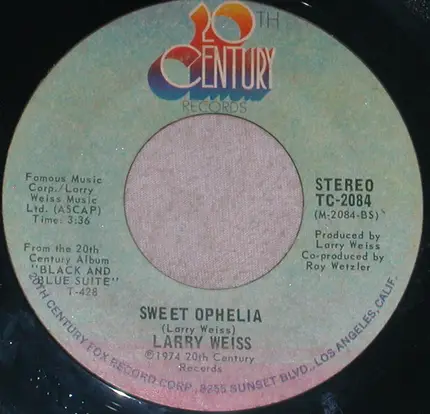 20TH
CENTURY
RECORDS
Famous Music
Corp./Larry
Weiss Music
Ltd. (ASCAP)
Time: 3:36
From the 20th
Century Album
"BLACK AND
BLUE SUITE"
T-428
STEREO
TC-2084
(M-2084-BS)
Produced by
Larry Weiss
Co-produced by
Roy Wetzler
SWEET OPHELIA
(Larry Weiss)
LARRY WEISS
℗1974 20th Century
Records
20TH CENTURY FOX RECORD CORP., 8255 SUNSET BLVD., LOS ANGELES, CALIF.